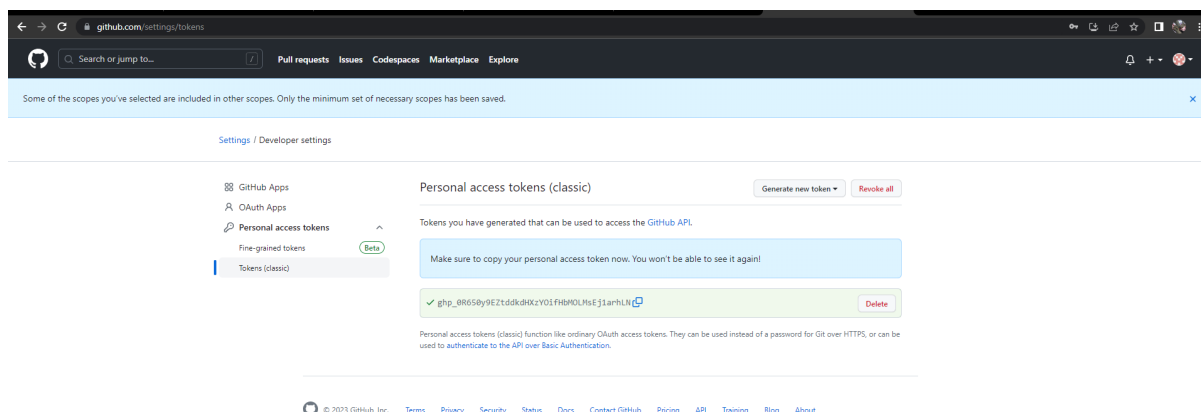 github.com/settings/tokens
Search or jump to... /
Pull requests Issues Codespaces Marketplace Explore
Some of the scopes you've selected are included in other scopes. Only the minimum set of necessary scopes has been saved.
Settings / Developer settings
GitHub Apps
OAuth Apps
Personal access tokens
Fine-grained tokens Beta
Tokens (classic)
Personal access tokens (classic)
Generate new token
Revoke all
Tokens you have generated that can be used to access the GitHub API.
Make sure to copy your personal access token now. You won't be able to see it again!
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
Delete
Personal access tokens (classic) function like ordinary OAuth access tokens. They can be used instead of a password for Git over HTTPS, or can be
used to authenticate to the API over Basic Authentication.
© 2023 GitHub, Inc. Terms Privacy Security Status Docs Contact GitHub Pricing API Training Blog About